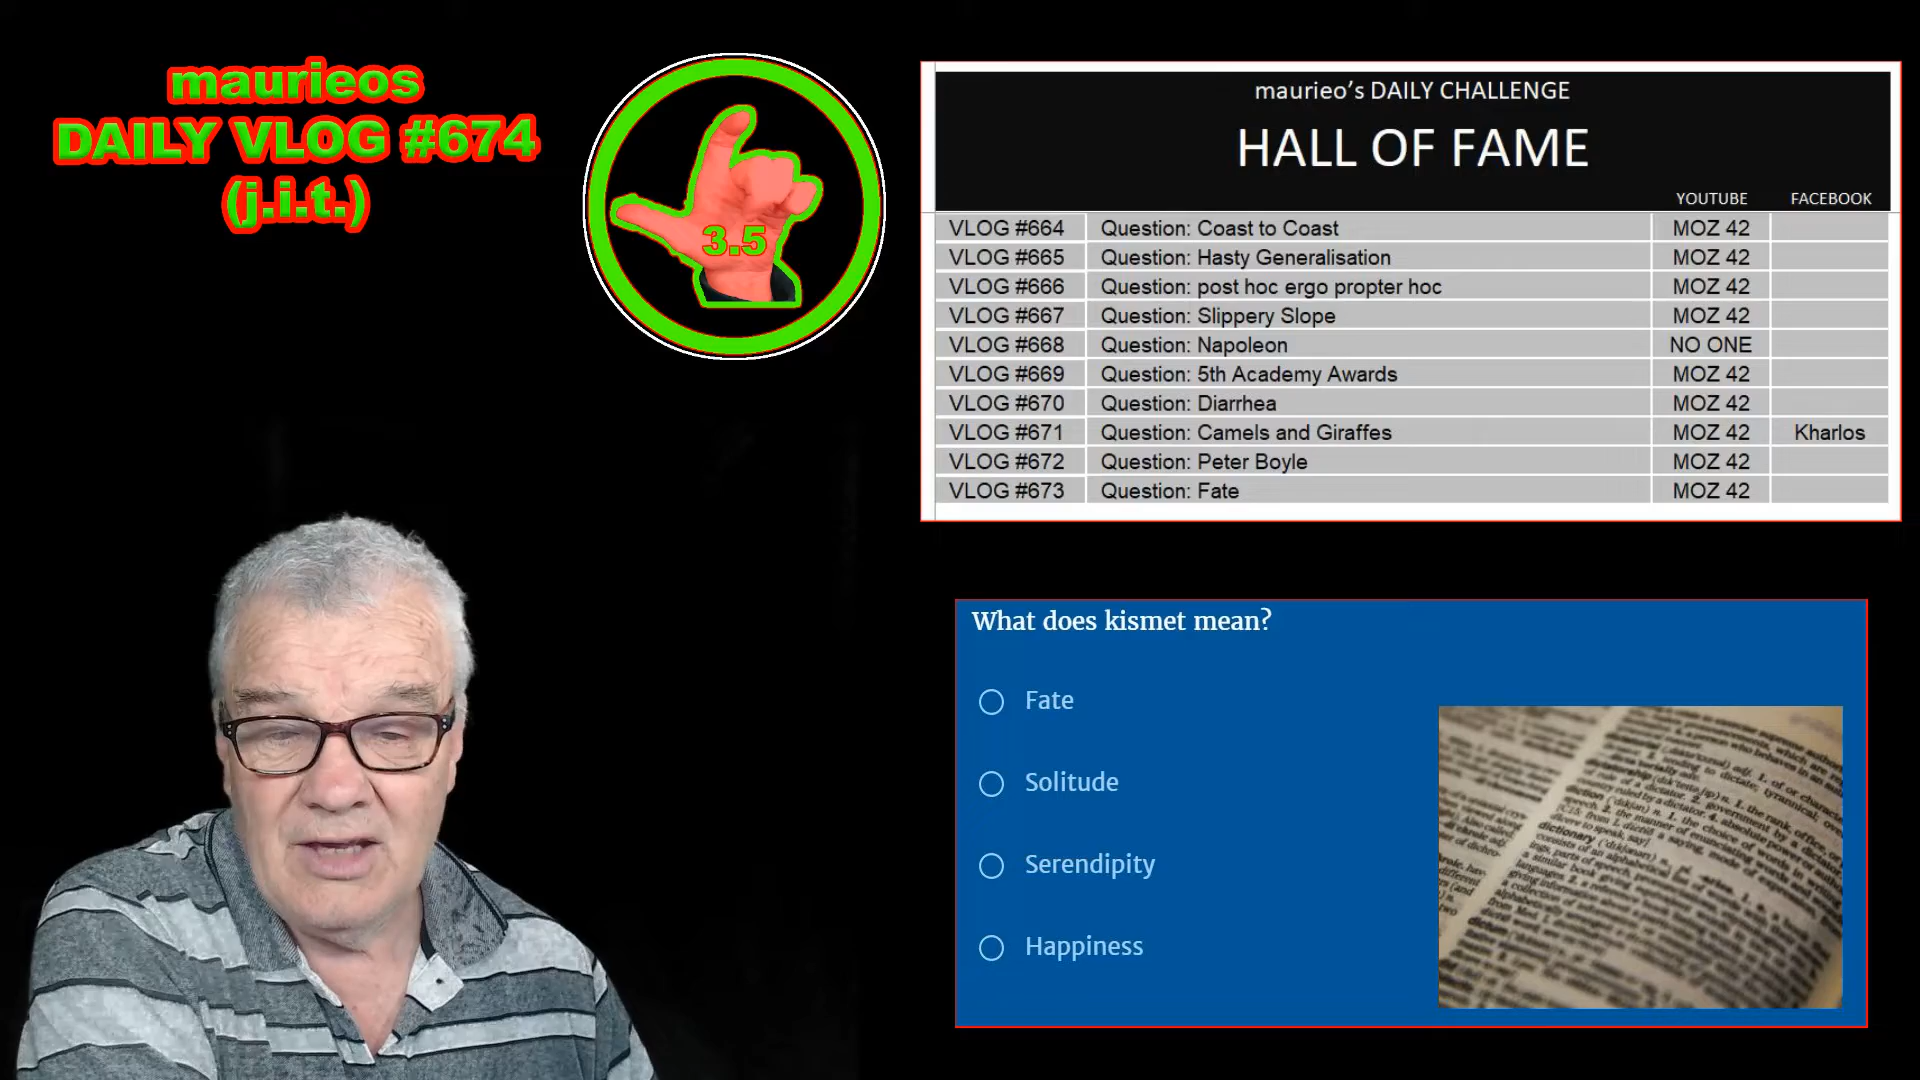 maurieos
DAILY VLOG #674
(j.i.t.)
3.5
maurieo’s DAILY CHALLENGE
HALL OF FAME
YOUTUBE FACEBOOK
VLOG #664 Question: Coast to Coast MOZ 42
VLOG #665 Question: Hasty Generalisation MOZ 42
VLOG #666 Question: post hoc ergo propter hoc MOZ 42
VLOG #667 Question: Slippery Slope MOZ 42
VLOG #668 Question: Napoleon NO ONE
VLOG #669 Question: 5th Academy Awards MOZ 42
VLOG #670 Question: Diarrhea MOZ 42
VLOG #671 Question: Camels and Giraffes MOZ 42 Kharlos
VLOG #672 Question: Peter Boyle MOZ 42
VLOG #673 Question: Fate MOZ 42
What does kismet mean?
Fate
Solitude
Serendipity
Happiness